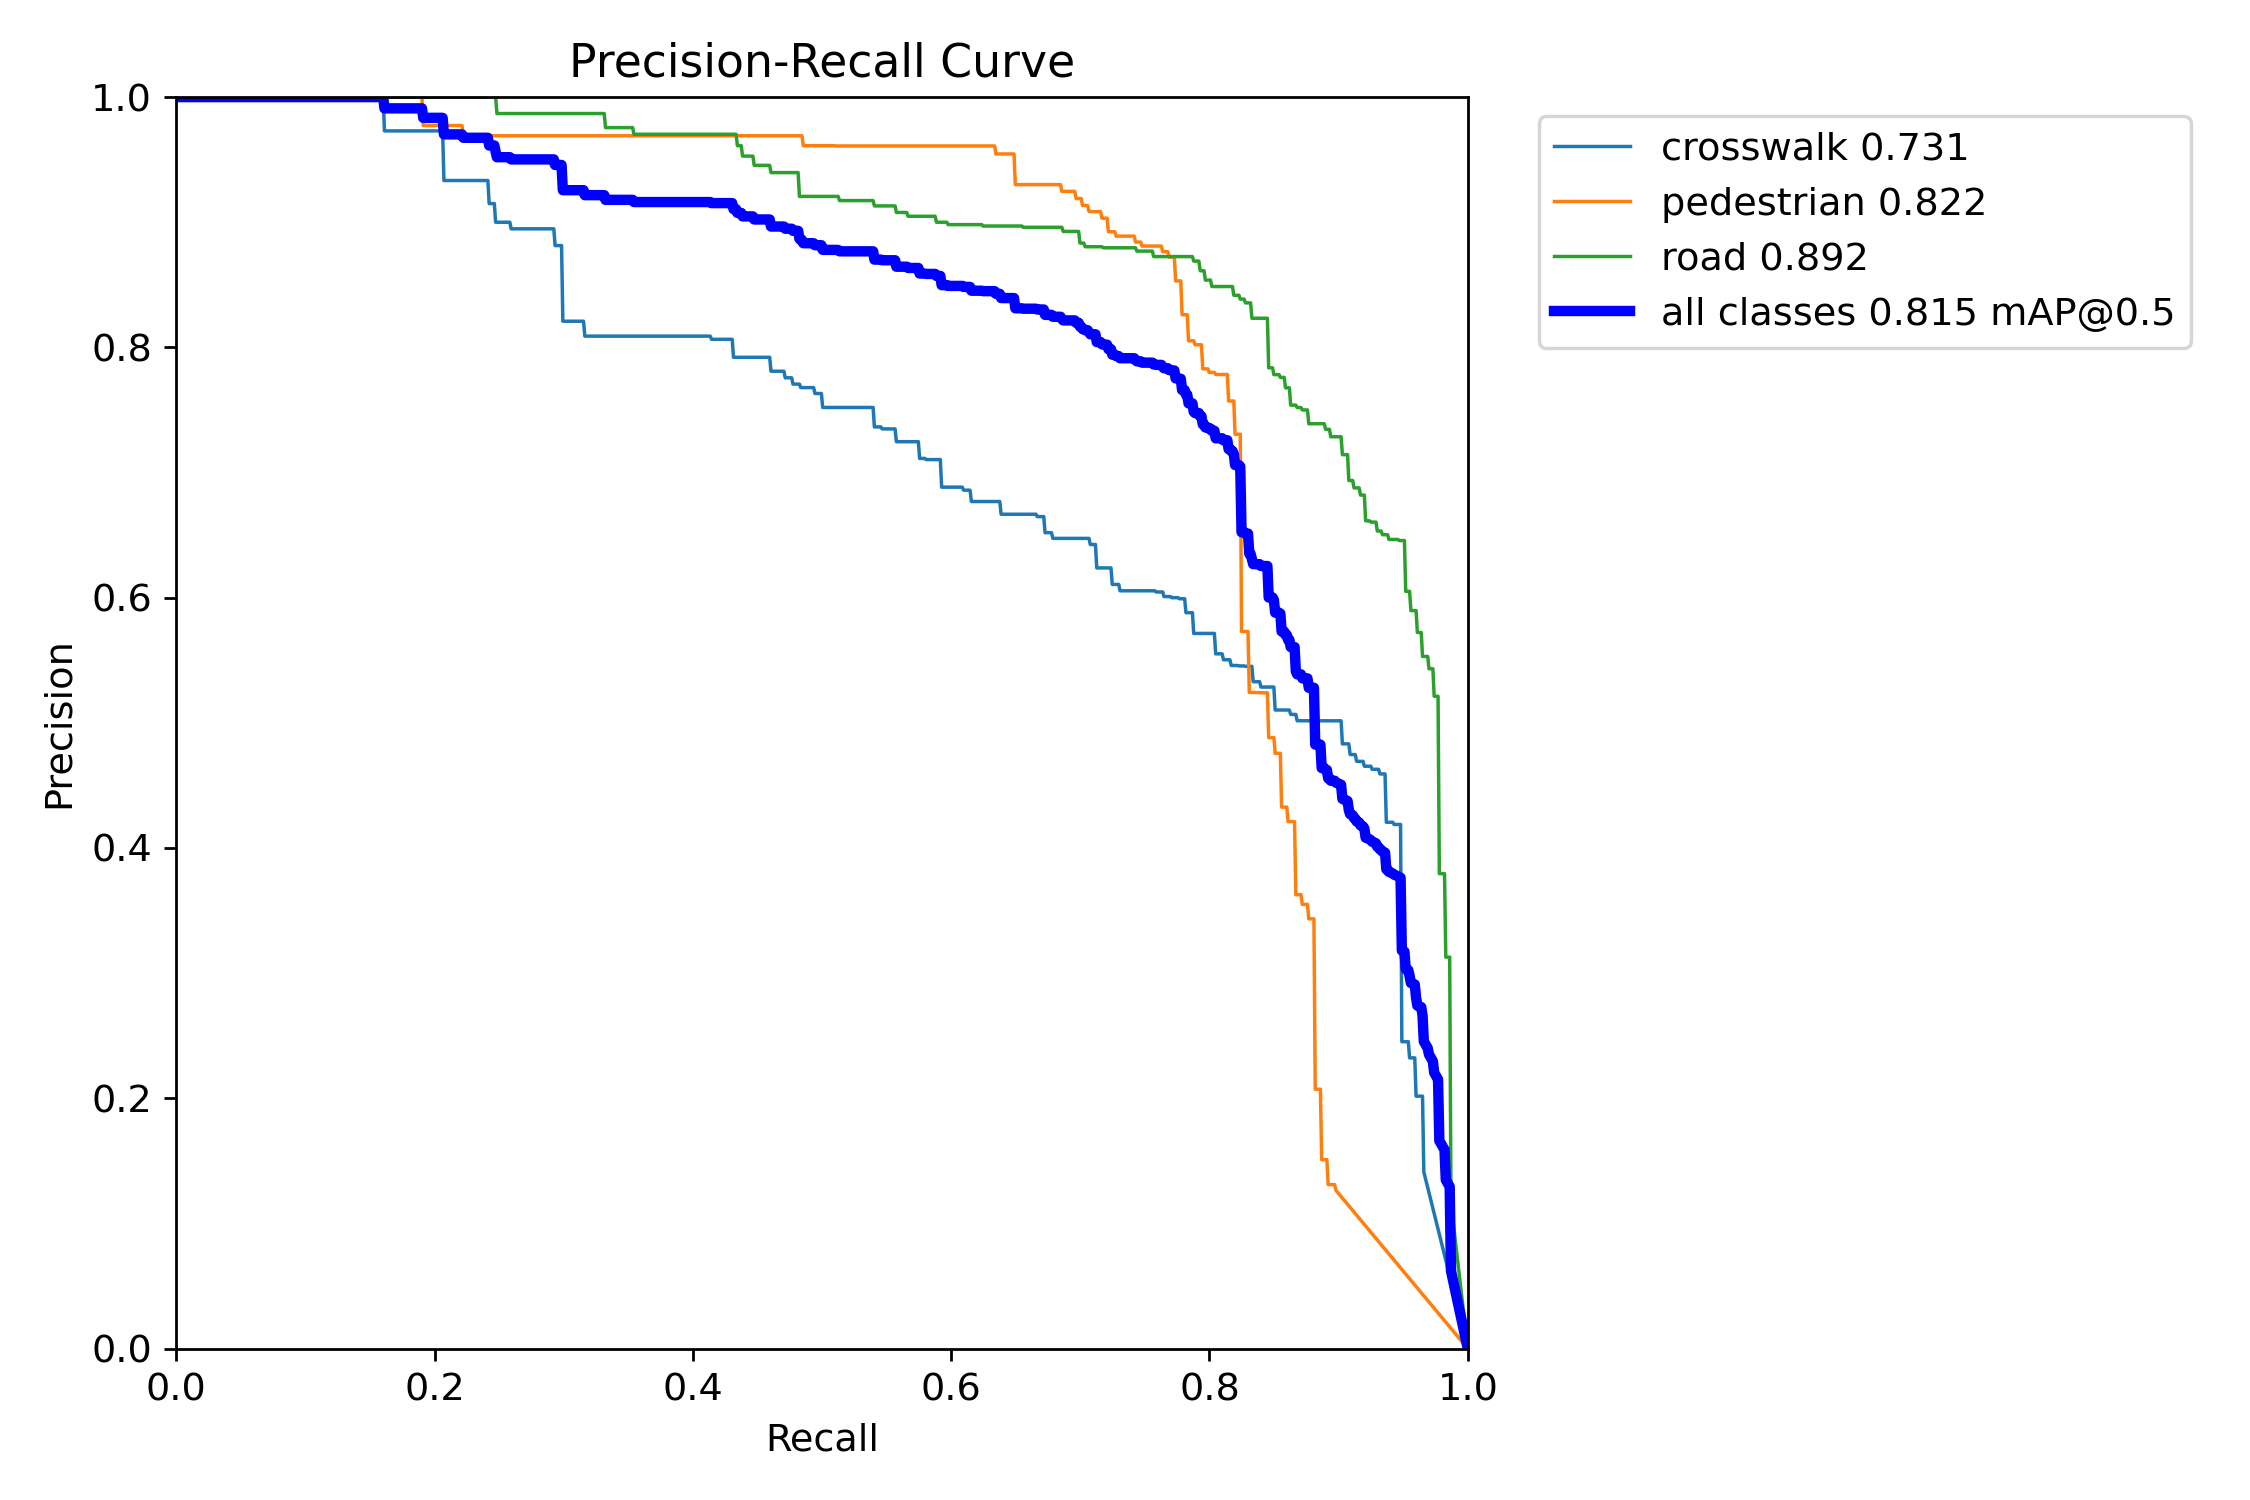 Precision-Recall Curve
1.0
0.8
0.6
0.4
0.2
0.0
Precision
0.0 0.2 0.4 0.6 0.8 1.0
Recall
crosswalk 0.731
pedestrian 0.822
road 0.892
all classes 0.815 mAP@0.5